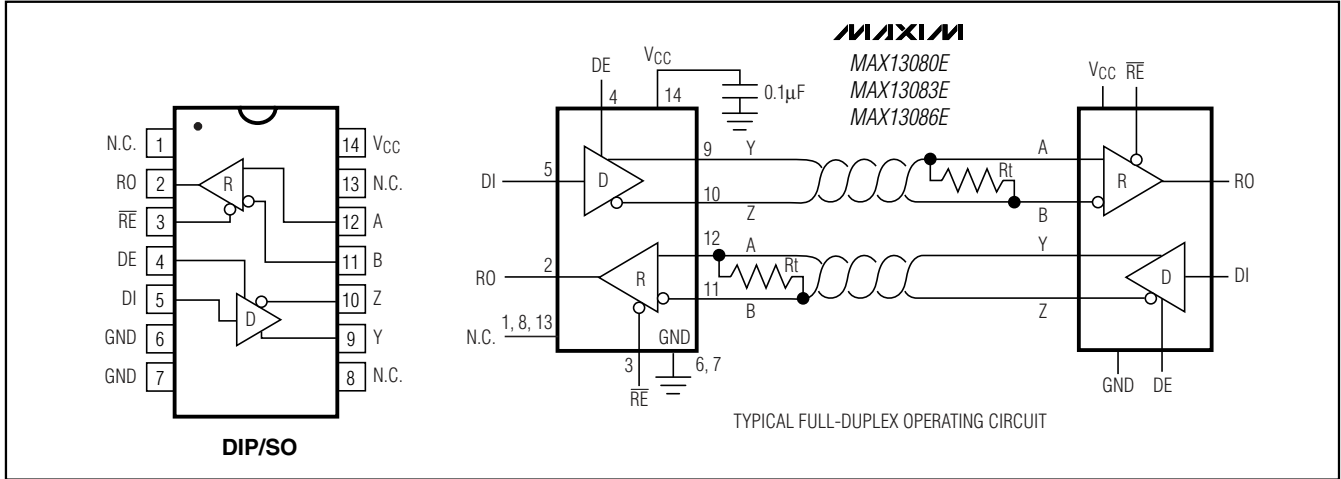 N.C. 1
RO 2
R̅E̅ 3
DE 4
DI 5
GND 6
GND 7
14 VCC
13 N.C.
12 A
11 B
10 Z
9 Y
8 N.C.
R
D
DIP/SO
MAXIM
MAX13080E
MAX13083E
MAX13086E
DE
4
VCC
14
0.1μF
DI
5
D
9 Y
10
Z
RO
2
R
12
A
11
B
Rt
N.C.
1, 8, 13
3
R̅E̅
GND
6, 7
VCC
R̅E̅
A
Rt
B
R
RO
Y
Z
D
DI
GND
DE
TYPICAL FULL-DUPLEX OPERATING CIRCUIT